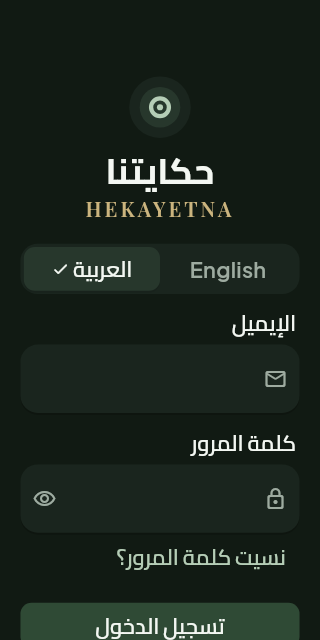 حكايتنا
HEKAYETNA
العربية English
الإيميل
كلمة المرور
نسيت كلمة المرور؟
تسجيل الدخول